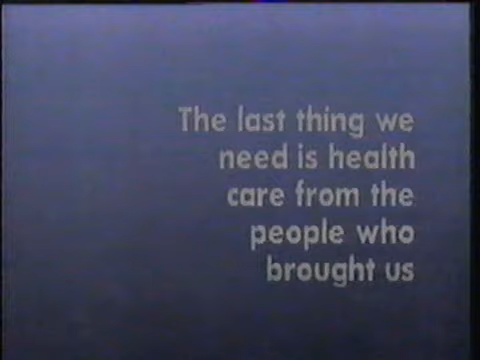 The last thing we
need is health
care from the
people who
brought us